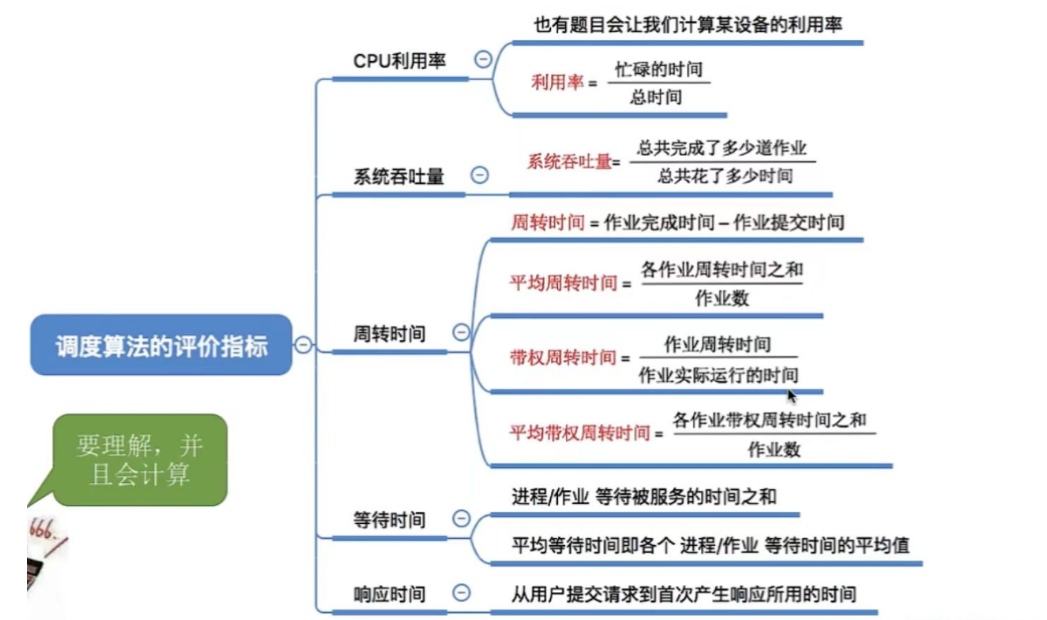 也有题目会让我们计算某设备的利用率
CPU利用率
利用率 = 忙碌的时间
总时间
系统吞吐量
系统吞吐量= 总共完成了多少道作业
总共花了多少时间
周转时间 = 作业完成时间 – 作业提交时间
平均周转时间 = 各作业周转时间之和
作业数
周转时间
带权周转时间 = 作业周转时间
作业实际运行的时间
平均带权周转时间 = 各作业带权周转时间之和
作业数
调度算法的评价指标
要理解，并
且会计算
666..
等待时间
进程/作业 等待被服务的时间之和
平均等待时间即各个 进程/作业 等待时间的平均值
响应时间
从用户提交请求到首次产生响应所用的时间